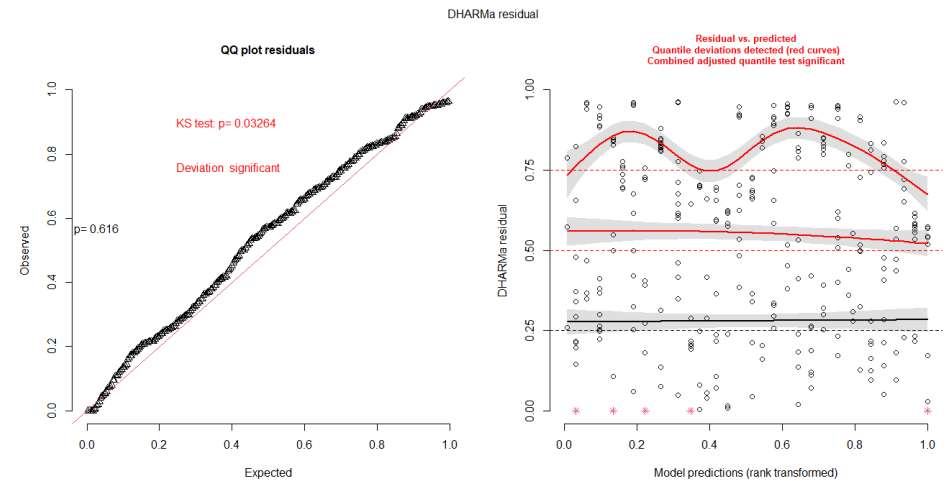 DHARMa residual
QQ plot residuals
KS test: p= 0.03264
Deviation significant
p= 0.616
Observed
0.0
0.2
0.4
0.6
0.8
1.0
0.0
0.2
0.4
0.6
0.8
1.0
Expected
Residual vs. predicted
Quantile deviations detected (red curves)
Combined adjusted quantile test significant
DHARMa residual
0.00
0.25
0.50
0.75
1.00
0.0
0.2
0.4
0.6
0.8
1.0
Model predictions (rank transformed)